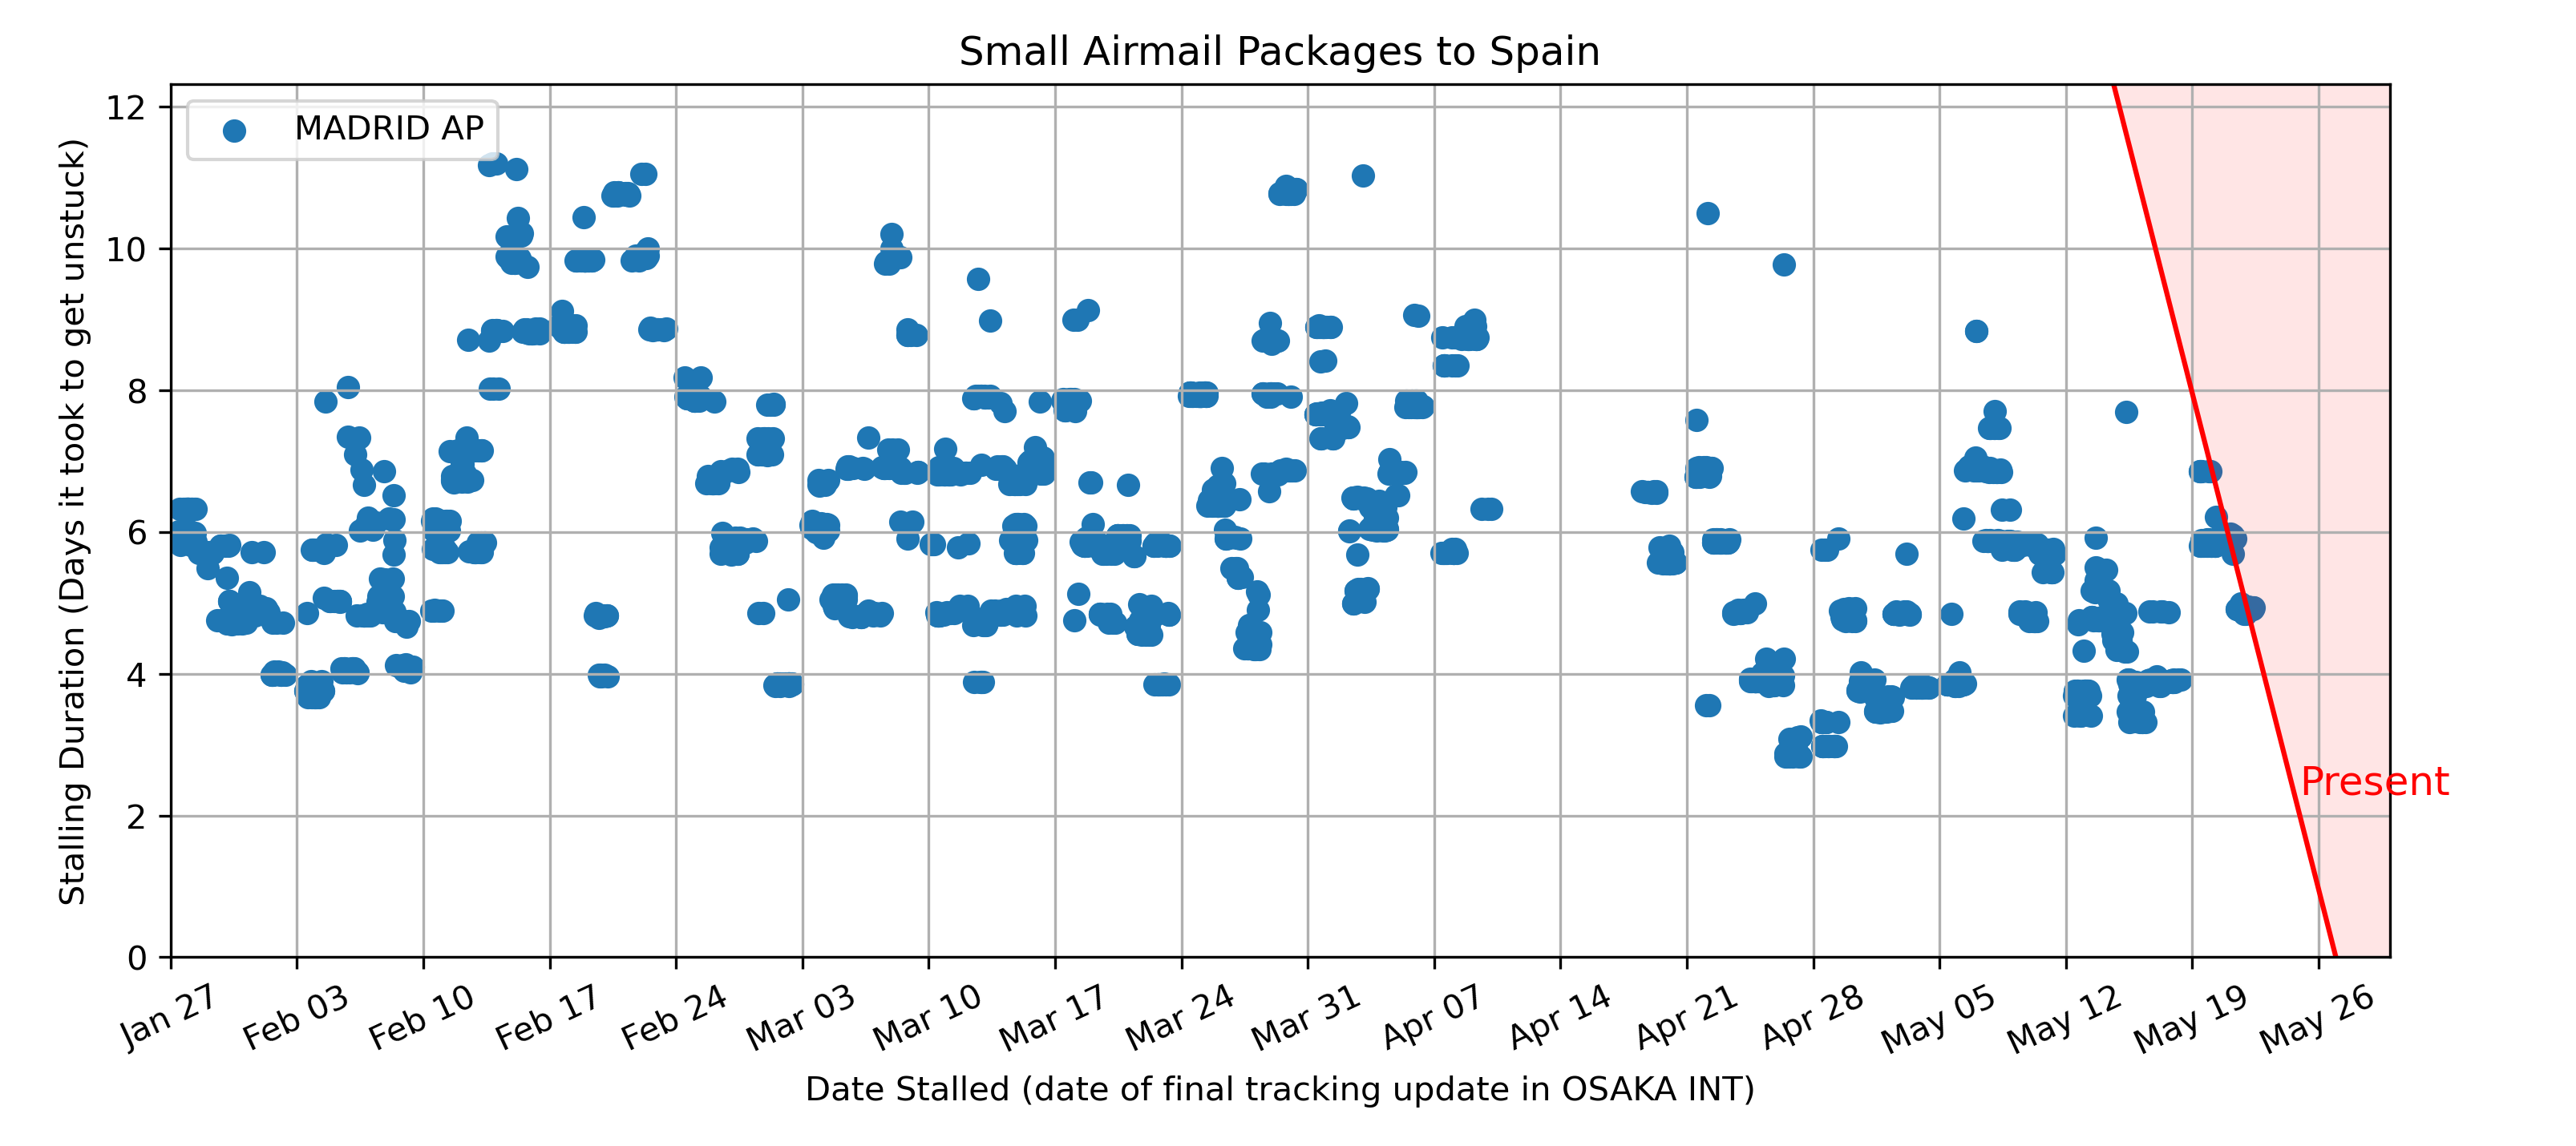 Small Airmail Packages to Spain
MADRID AP
Stalling Duration (Days it took to get unstuck)
12
10
8
6
4
2
0
Present
Jan 27
Feb 03
Feb 10
Feb 17
Feb 24
Mar 03
Mar 10
Mar 17
Mar 24
Mar 31
Apr 07
Apr 14
Apr 21
Apr 28
May 05
May 12
May 19
May 26
Date Stalled (date of final tracking update in OSAKA INT)